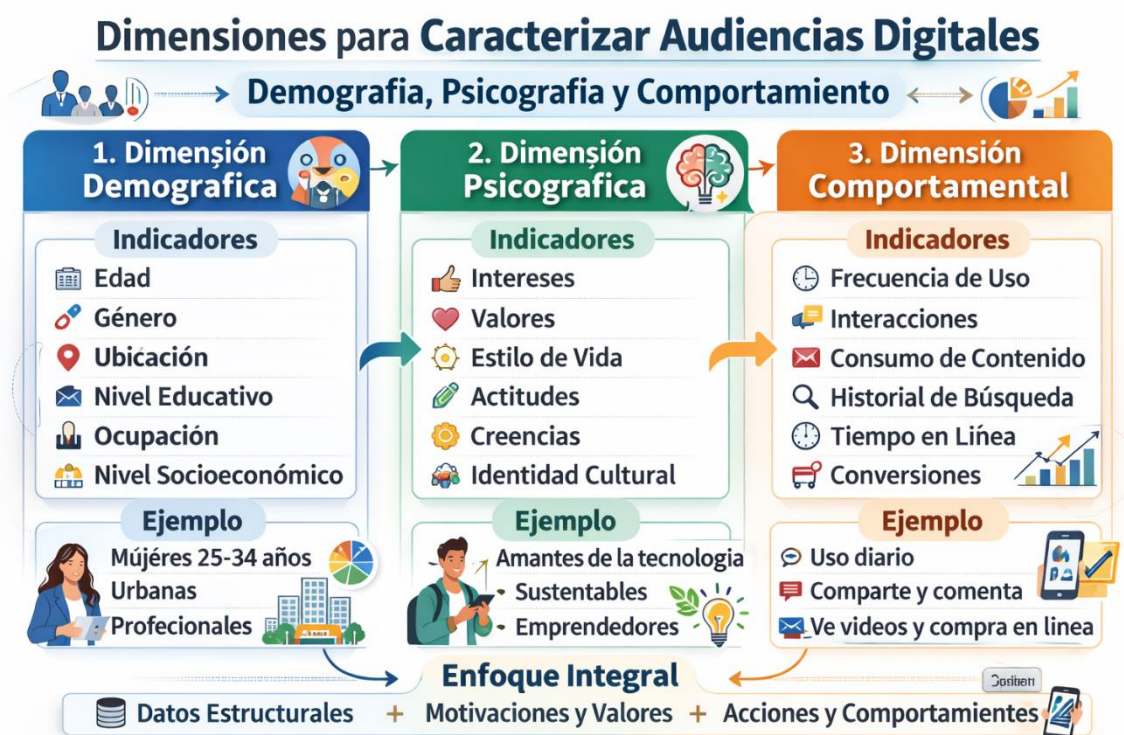 Dimensiones para Caracterizar Audiencias Digitales
Demografia, Psicografia y Comportamiento
1. Dimenșión
Demografica
Indicadores
Edad
Género
Ubicación
Nivel Educativo
Ocupación
Nivel Socioeconómico
Ejemplo
Mújéres 25-34 años
Urbanas
Profecionales
2. Dimenșión
Psicografica
Indicadores
Intereses
Valores
Estilo de Vida
Actitudes
Creencias
Identidad Cultural
Ejemplo
Amantes de la tecnologia
Sustentables
Emprendedores
3. Dimensión
Comportamental
Indicadores
Frecuencia de Uso
Interacciones
Consumo de Contenido
Historial de Búsqueda
Tiempo en Línea
Conversiones
Ejemplo
Uso diario
Comparte y comenta
Ve videos y compra en linea
Enfoque Integral
Datos Estructurales + Motivaciones y Valores + Acciones y Comportamientes